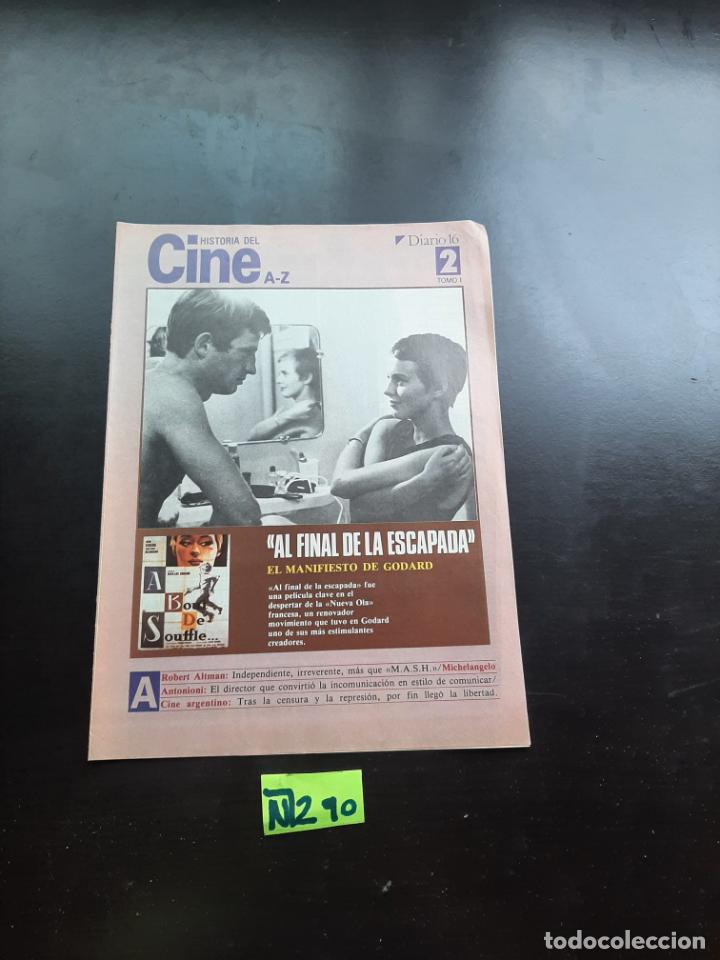 HISTORIA DEL
Cine A-Z
Diario 16
2
TOMO I
«AL FINAL DE LA ESCAPADA»
EL MANIFIESTO DE GODARD
«Al final de la escapada» fue
una película clave en el
despertar de la «Nueva Ola»
francesa, un renovador
movimiento que tuvo en Godard
uno de sus más estimulantes
creadores.
A
Bout
De
Souffle...
A
Robert Altman: Independiente, irreverente, más que «M.A.S.H.»/Michelangelo
Antonioni: El director que convirtió la incomunicación en estilo de comunicar/
Cine argentino: Tras la censura y la represión, por fin llegó la libertad.
N290
todocoleccion
todocoleccion.net